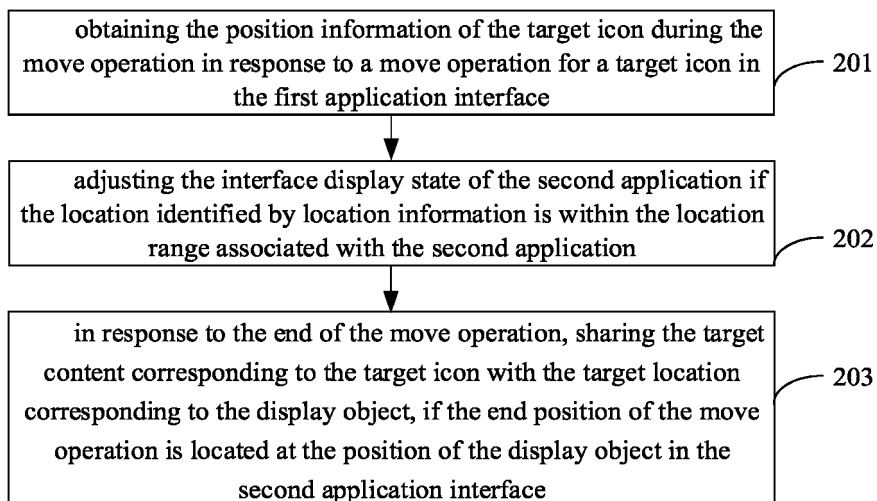 obtaining the position information of the target icon during the
move operation in response to a move operation for a target icon in
the first application interface
201
adjusting the interface display state of the second application if
the location identified by location information is within the location
range associated with the second application
202
in response to the end of the move operation, sharing the target
content corresponding to the target icon with the target location
corresponding to the display object, if the end position of the move
operation is located at the position of the display object in the
second application interface
203